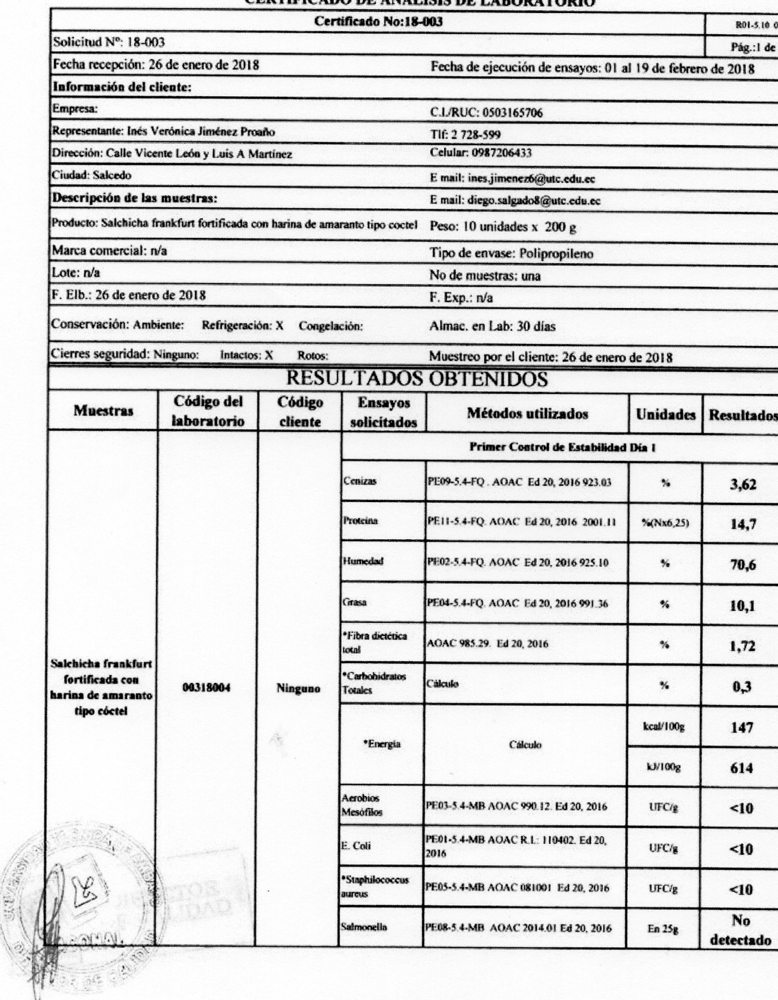 CERTIFICADO DE ANÁLISIS DE LABORATORIO
Certificado No:18-003
R01-5.10 0
Solicitud Nº: 18-003
Pág.:1 de
Fecha recepción: 26 de enero de 2018
Fecha de ejecución de ensayos: 01 al 19 de febrero de 2018
Información del cliente:
Empresa:
C.I./RUC: 0503165706
Representante: Inés Verónica Jiménez Proaño
Tlf: 2 728-599
Dirección: Calle Vicente León y Luis A Martínez
Celular: 0987206433
Ciudad: Salcedo
E mail: ines.jimenez6@utc.edu.ec
Descripción de las muestras:
E mail: diego.salgado8@utc.edu.ec
Producto: Salchicha frankfurt fortificada con harina de amaranto tipo coctel
Peso: 10 unidades x 200 g
Marca comercial: n/a
Tipo de envase: Polipropileno
Lote: n/a
No de muestras: una
F. Elb.: 26 de enero de 2018
F. Exp.: n/a
Conservación: Ambiente: Refrigeración: X Congelación:
Almac. en Lab: 30 días
Cierres seguridad: Ninguno: Intactos: X Rotos:
Muestreo por el cliente: 26 de enero de 2018
RESULTADOS OBTENIDOS
Muestras
Código del
laboratorio
Código
cliente
Ensayos
solicitados
Métodos utilizados
Unidades
Resultados
Salchicha frankfurt
fortificada con
harina de amaranto
tipo cóctel
00318004
Ninguno
Primer Control de Estabilidad Día 1
Cenizas
PE09-5.4-FQ . AOAC Ed 20, 2016 923.03
%
3,62
Proteína
PE11-5.4-FQ. AOAC Ed 20, 2016 2001.11
%(Nx6,25)
14,7
Humedad
PE02-5.4-FQ. AOAC Ed 20, 2016 925.10
%
70,6
Grasa
PE04-5.4-FQ. AOAC Ed 20, 2016 991.36
%
10,1
*Fibra dietética
total
AOAC 985.29. Ed 20, 2016
%
1,72
*Carbohidratos
Totales
Cálculo
%
0,3
*Energía
Cálculo
kcal/100g
147
kJ/100g
614
Aerobios
Mesófilos
PE03-5.4-MB AOAC 990.12. Ed 20, 2016
UFC/g
<10
E. Coli
PE01-5.4-MB AOAC R.I.: 110402. Ed 20,
2016
UFC/g
<10
*Staphilococcus
aureus
PE05-5.4-MB AOAC 081001 Ed 20, 2016
UFC/g
<10
Salmonella
PE08-5.4-MB AOAC 2014.01 Ed 20, 2016
En 25g
No
detectado